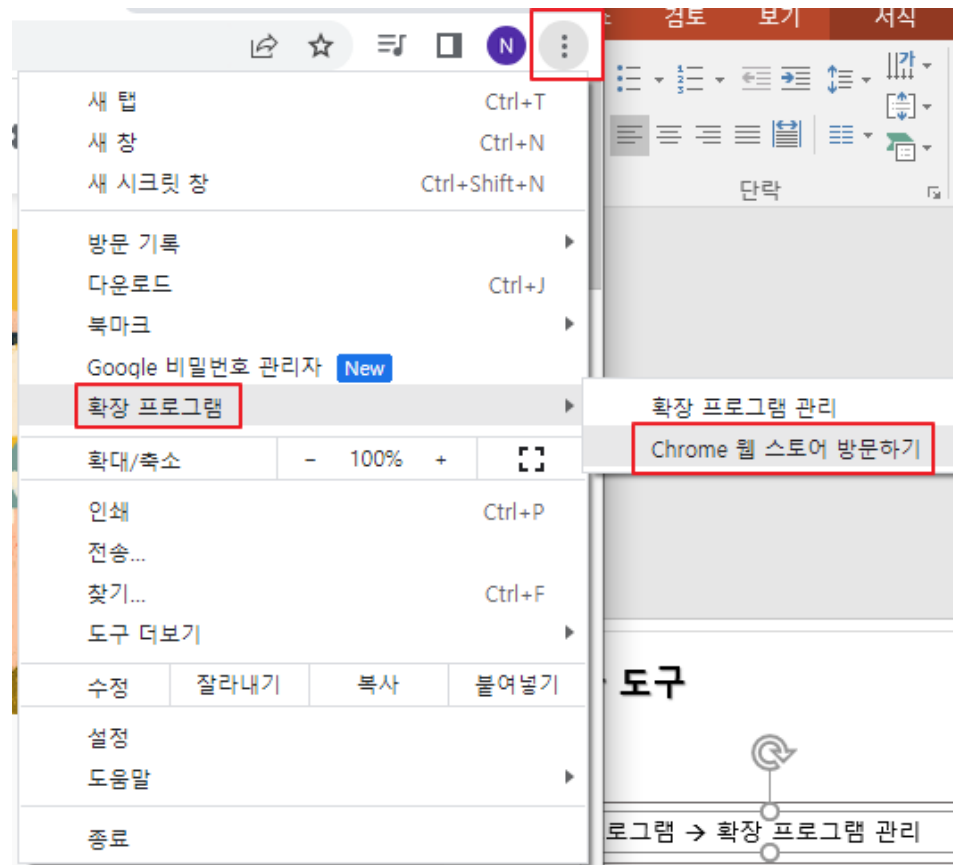 검토 보기 서식
N
새 탭 Ctrl+T
새 창 Ctrl+N
새 시크릿 창 Ctrl+Shift+N
단락
방문 기록
다운로드 Ctrl+J
북마크
Google 비밀번호 관리자 New
확장 프로그램
확장 프로그램 관리
Chrome 웹 스토어 방문하기
확대/축소 - 100% +
인쇄 Ctrl+P
전송...
찾기... Ctrl+F
도구 더보기
수정 잘라내기 복사 붙여넣기
도구
설정
도움말
로그램 → 확장 프로그램 관리
종료